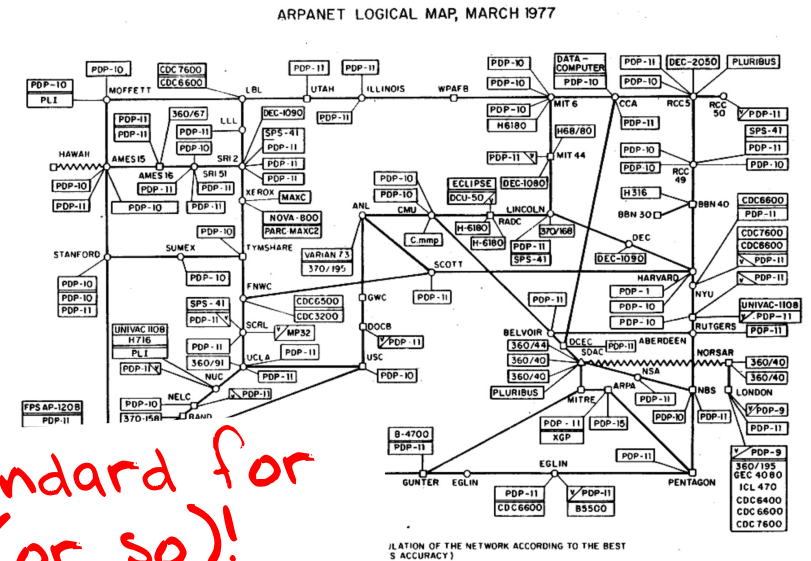 ARPANET LOGICAL MAP, MARCH 1977
PDP-10
PLI
PDP-10
MOFFETT
CDC7600
CDC6600
LBL
PDP-11
UTAH
PDP-11
ILLINOIS
PDP-11
WPAFB
PDP-10
PDP-10
PDP-10
H6180
DATA-
COMPUTER
PDP-10
MIT 6
CCA
PDP-11
PDP-11
PDP-10
DEC-2050
PLURIBUS
RCC5
RCC
50
PDP-11
SPS-41
PDP-11
PDP-10
PDP-10
PDP-10
RCC
49
LLL
PDP-11
PDP-11
360/67
PDP-11
PDP-10
DEC-1090
SPS-41
PDP-11
PDP-11
PDP-11
HAWAII
AMES15
AMES16
SRI 51
SRI 2
PDP-10
PDP-11
PDP-10
PDP-11
PDP-11
XEROX
MAXC
NOVA-800
PARC MAXC2
H68/80
PDP-11
MIT 44
DEC-1080
PDP-10
PDP-10
ECLIPSE
DCU-50
ANL
CMU
C.mmp
RADC
H-6180
H-6180
LINCOLN
370/168
PDP-11
SPS-41
DEC
DEC-1090
H316
BBN 30
BBN40
CDC6600
PDP-11
CDC7600
CDC6600
PDP-11
PDP-11
STANFORD
PDP-10
PDP-10
PDP-11
SUMEX
PDP-10
PDP-10
TYMSHARE
VARIAN 73
370/195
SCOTT
PDP-11
HARVARD
PDP-1
PDP-10
PDP-10
NYU
UNIVAC-1108
PDP-11
PDP-11
RUTGERS
FNWC
CDC6500
CDC3200
SPS-41
PDP-11
SCRL
MP32
PDP-11
GWC
DOCB
PDP-11
UNIVAC 1108
H716
PLI
PDP-11
360/91
UCLA
PDP-11
USC
PDP-10
NUC
PDP-11
NELC
PDP-10
370-158
RAND
FPS AP-120B
PDP-11
PDP-11
BELVOIR
DCEC
PDP-11
ABERDEEN
360/44
360/40
360/40
PLURIBUS
SDAC
NORSAR
360/40
360/40
NSA
PDP-11
MITRE
ARPA
PDP-11
XGP
PDP-15
NBS
PDP-10
PDP-11
LONDON
PDP-9
PDP-11
PDP-9
360/195
GEC 4080
ICL 470
CDC6400
CDC6600
CDC7600
B-4700
PDP-11
GUNTER
EGLIN
EGLIN
PDP-11
CDC6600
PDP-11
B5500
PDP-11
PENTAGON
ndard for
(or so)!
LATION OF THE NETWORK ACCORDING TO THE BEST
S ACCURACY)